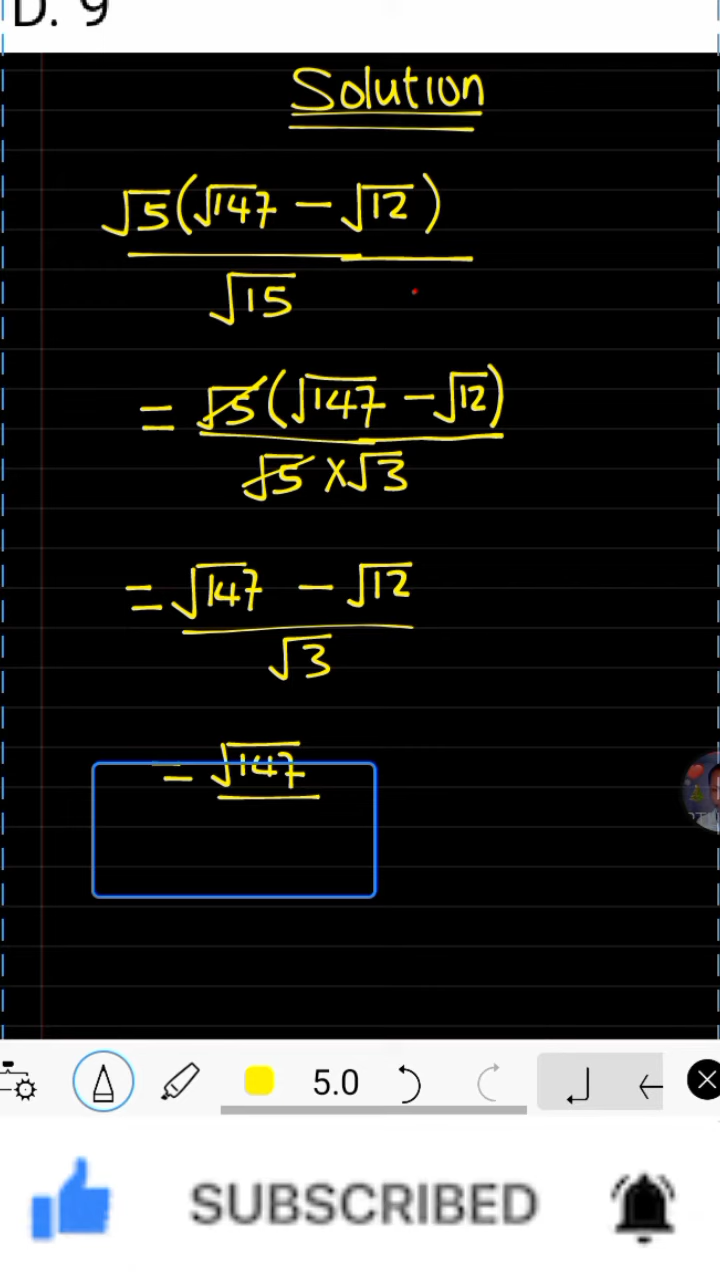 D. 9
Solution
√5(√147 − √12)
√15
= √5(√147 − √12)
√5 × √3
= √147 − √12
√3
= √147
5.0
SUBSCRIBED